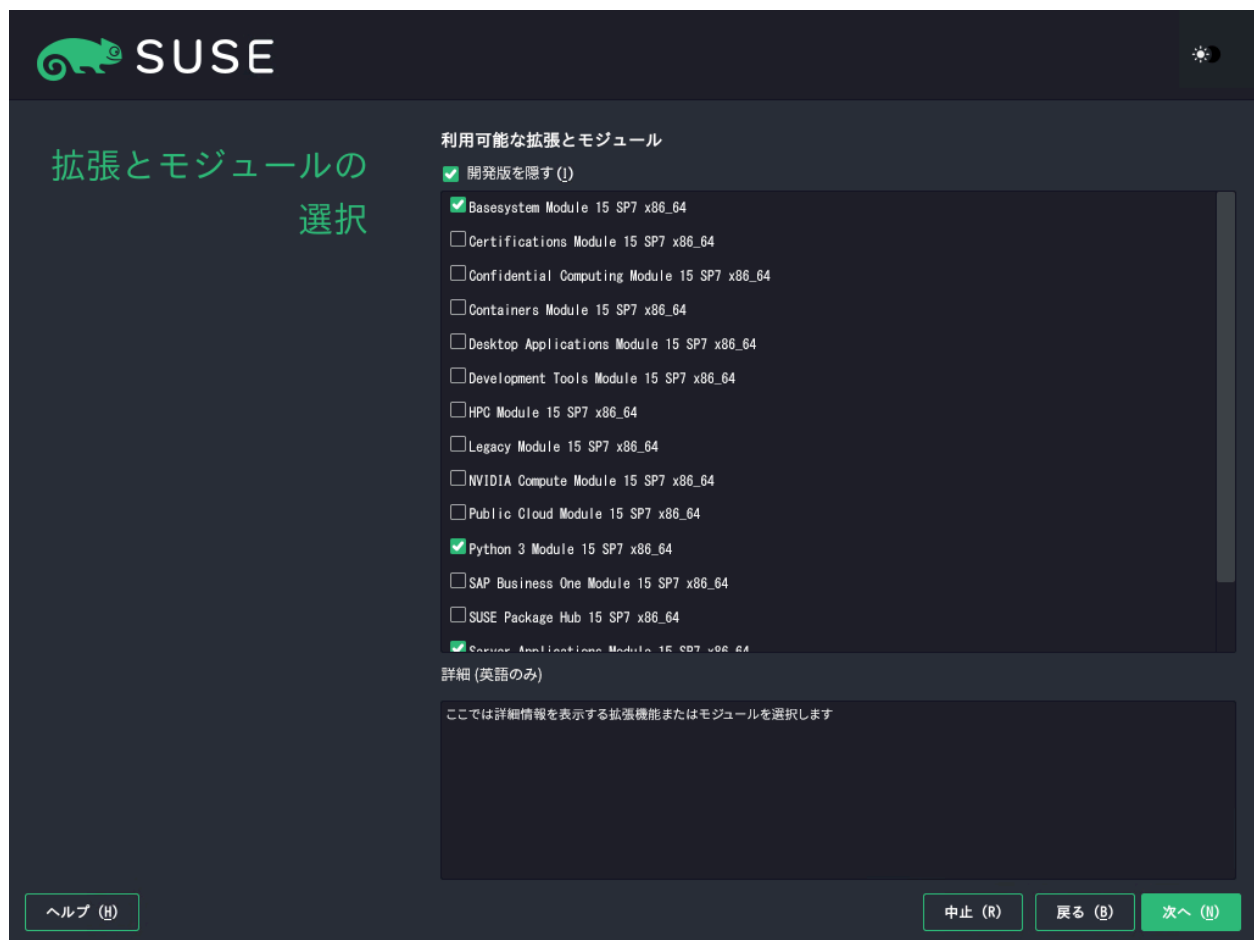 SUSE
拡張とモジュールの
選択
利用可能な拡張とモジュール
開発版を隠す(I)
Basesystem Module 15 SP7 x86_64
Certifications Module 15 SP7 x86_64
Confidential Computing Module 15 SP7 x86_64
Containers Module 15 SP7 x86_64
Desktop Applications Module 15 SP7 x86_64
Development Tools Module 15 SP7 x86_64
HPC Module 15 SP7 x86_64
Legacy Module 15 SP7 x86_64
NVIDIA Compute Module 15 SP7 x86_64
Public Cloud Module 15 SP7 x86_64
Python 3 Module 15 SP7 x86_64
SAP Business One Module 15 SP7 x86_64
SUSE Package Hub 15 SP7 x86_64
Server Applications Module 15 SP7 x86_64
詳細 (英語のみ)
ここでは詳細情報を表示する拡張機能またはモジュールを選択します
ヘルプ (H)
中止 (R)
戻る (B)
次へ (N)